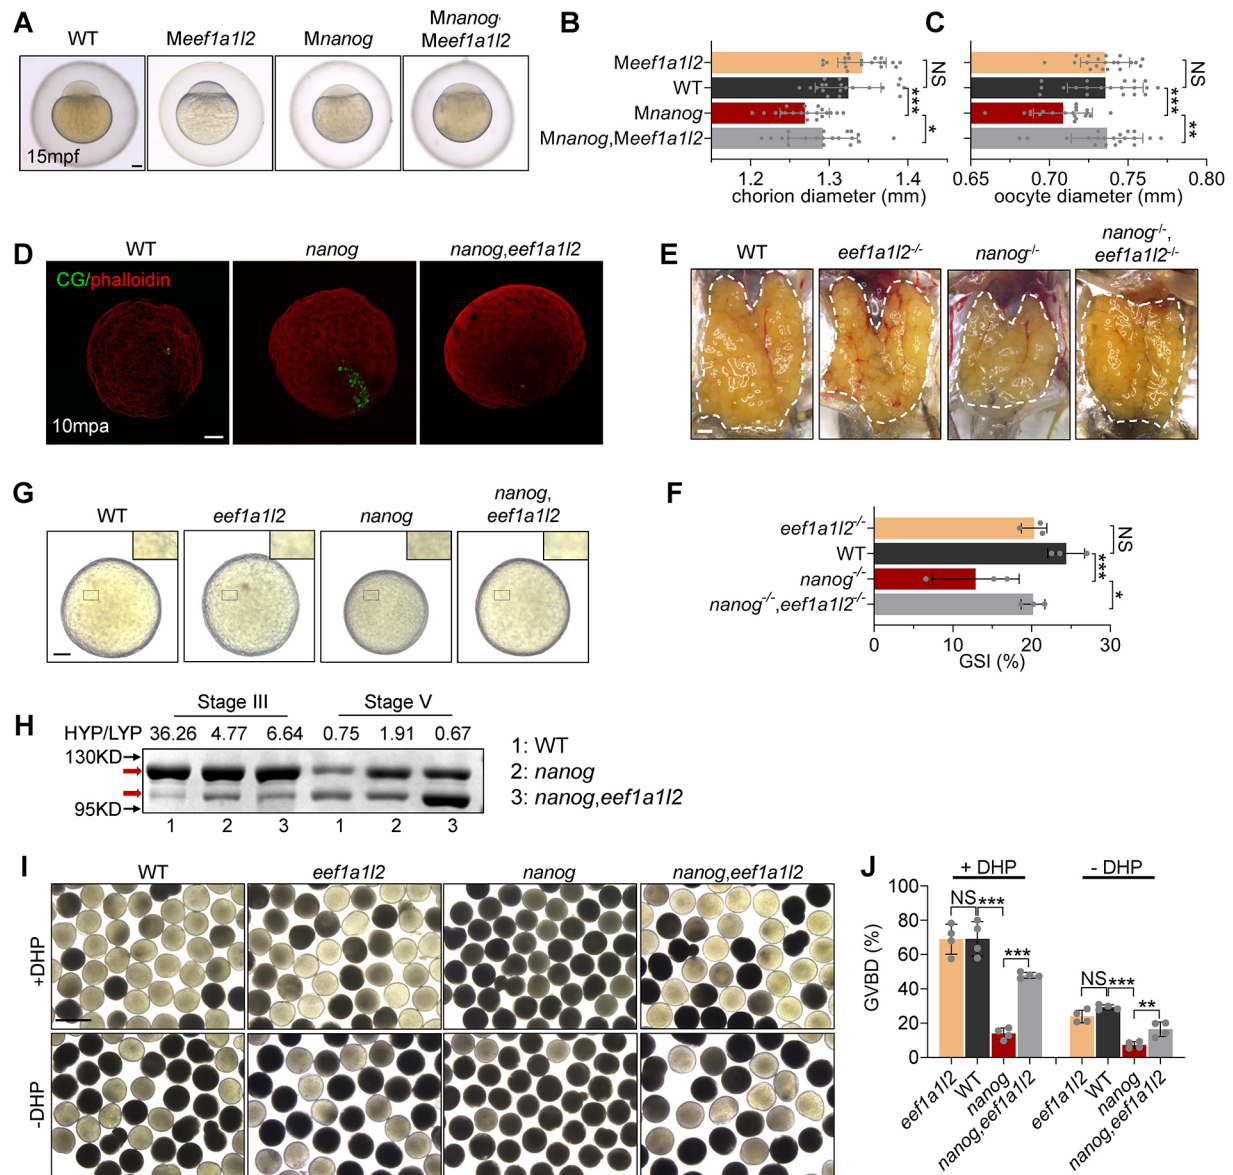 A
WT
Meef1a1l2
Mnanog
Mnanog,
Meef1a1l2
15mpf
B
Meef1a1l2
WT
Mnanog
Mnanog,Meef1a1l2
NS
***
*
1.2 1.3 1.4
chorion diameter (mm)
C
NS
***
**
0.65 0.70 0.75 0.80
oocyte diameter (mm)
D
WT
nanog
nanog,eef1a1l2
CG/phalloidin
10mpa
E
WT
eef1a1l2-/-
nanog-/-
nanog-/-,
eef1a1l2-/-
G
WT
eef1a1l2
nanog
nanog,
eef1a1l2
F
eef1a1l2-/-
WT
nanog-/-
nanog-/-,eef1a1l2-/-
NS
***
*
0 10 20 30
GSI (%)
H
Stage III Stage V
HYP/LYP 36.26 4.77 6.64 0.75 1.91 0.67
130KD
95KD
1 2 3 1 2 3
1: WT
2: nanog
3: nanog,eef1a1l2
I
WT
eef1a1l2
nanog
nanog,eef1a1l2
+DHP
-DHP
J
+ DHP - DHP
100
80
60
40
20
0
GVBD (%)
NS *** ***
NS *** **
eef1a1l2
WT
nanog
nanog,eef1a1l2
eef1a1l2
WT
nanog
nanog,eef1a1l2